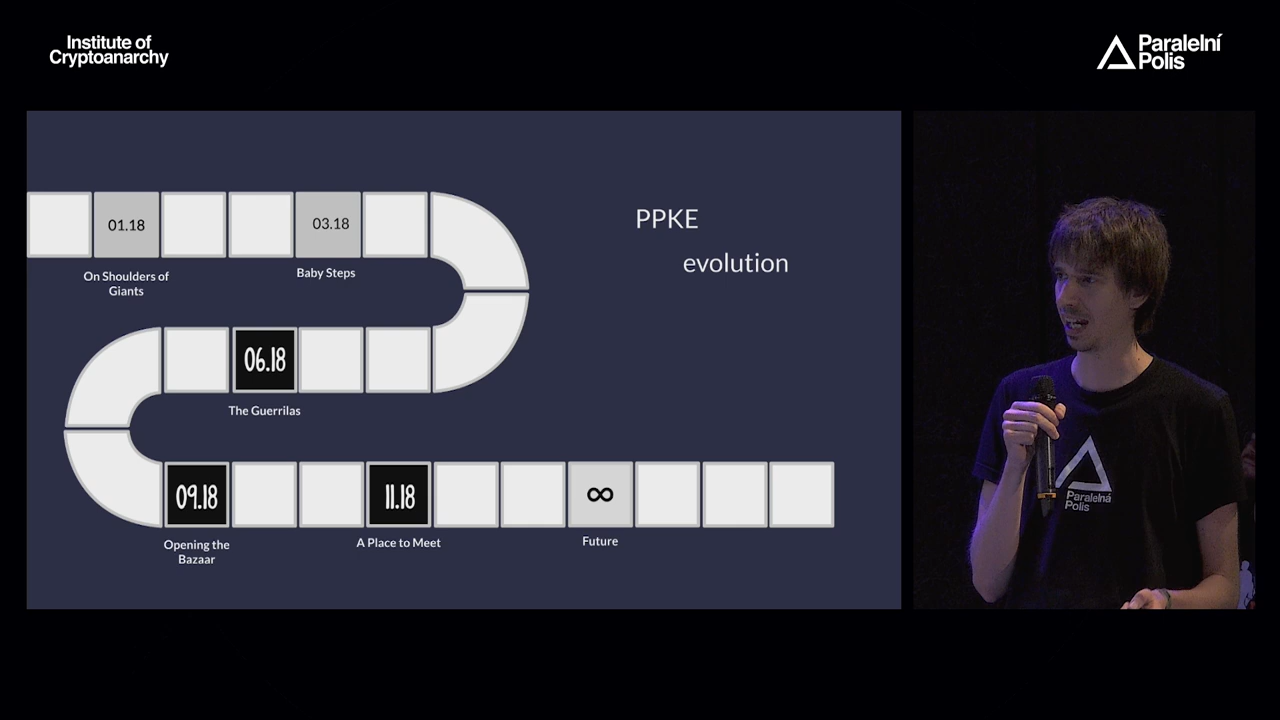 Institute of
Cryptoanarchy
Paralelní
Polis
01.18
03.18
PPKE
On Shoulders of
Giants
Baby Steps
evolution
06.18
The Guerrilas
09.18
11.18
∞
Opening the
Bazaar
A Place to Meet
Future
Paralelná
Polis